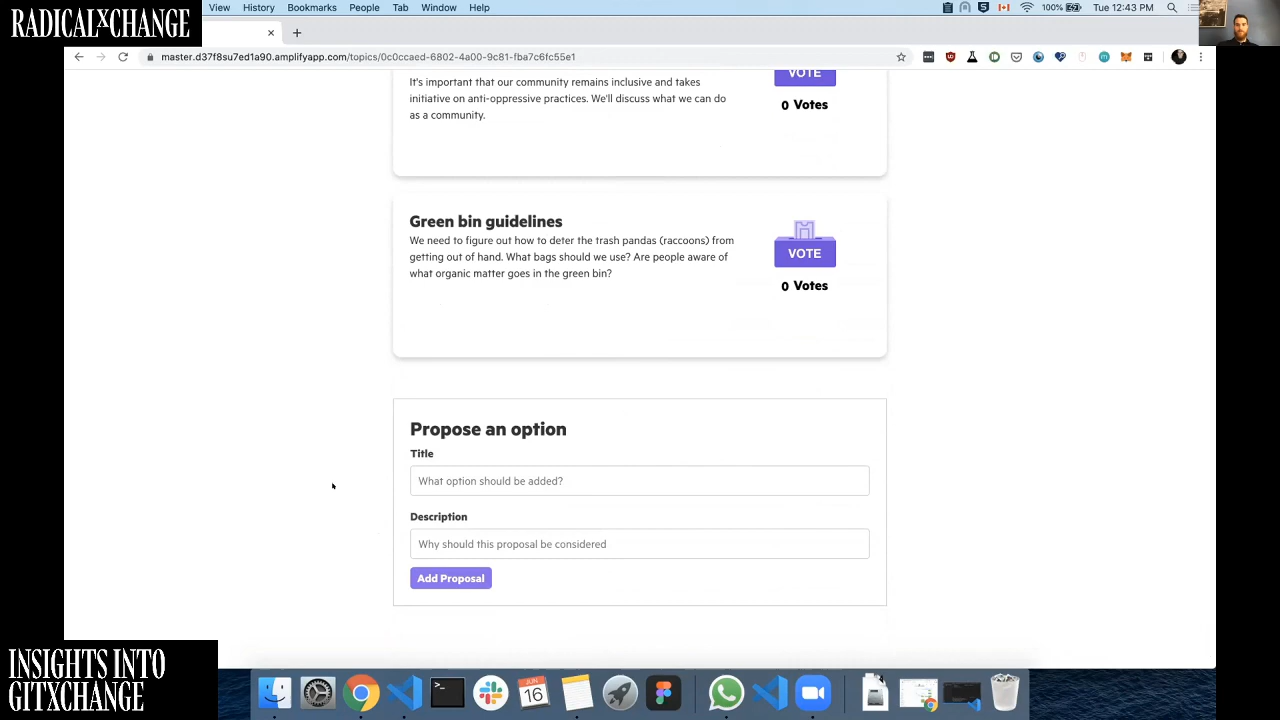 RADICALXCHANGE
View History Bookmarks People Tab Window Help
100% Tue 12:43 PM
master.d37f8su7ed1a90.amplifyapp.com/topics/0c0ccaed-6802-4a00-9c81-fba7c6fc55e1
It's important that our community remains inclusive and takes
initiative on anti-oppressive practices. We'll discuss what we can do
as a community.
VOTE
0 Votes
Green bin guidelines
We need to figure out how to deter the trash pandas (raccoons) from
getting out of hand. What bags should we use? Are people aware of
what organic matter goes in the green bin?
VOTE
0 Votes
Propose an option
Title
What option should be added?
Description
Why should this proposal be considered
Add Proposal
INSIGHTS INTO
GITXCHANGE
JUN
16